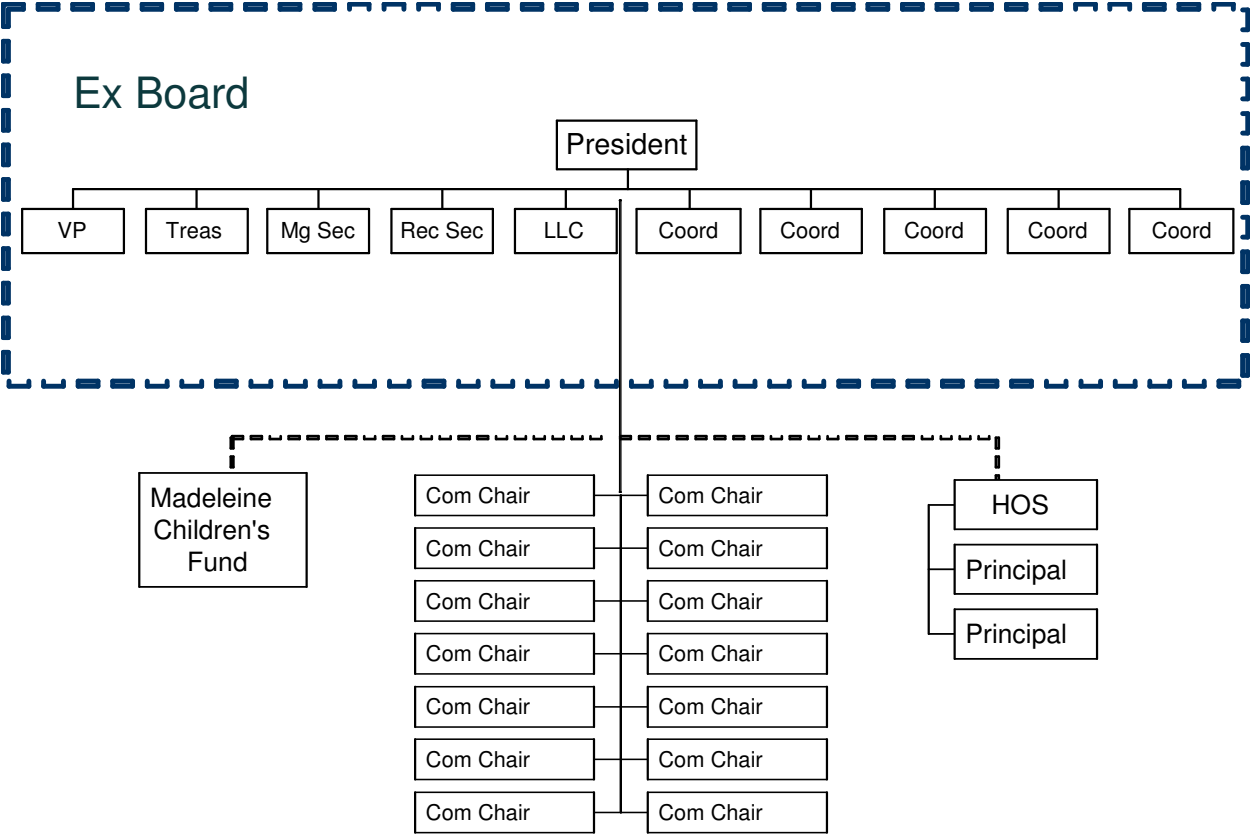 Ex Board
President
VP
Treas
Mg Sec
Rec Sec
LLC
Coord
Coord
Coord
Coord
Coord
Madeleine
Children's
Fund
Com Chair
Com Chair
Com Chair
Com Chair
Com Chair
Com Chair
Com Chair
Com Chair
Com Chair
Com Chair
Com Chair
Com Chair
Com Chair
Com Chair
HOS
Principal
Principal